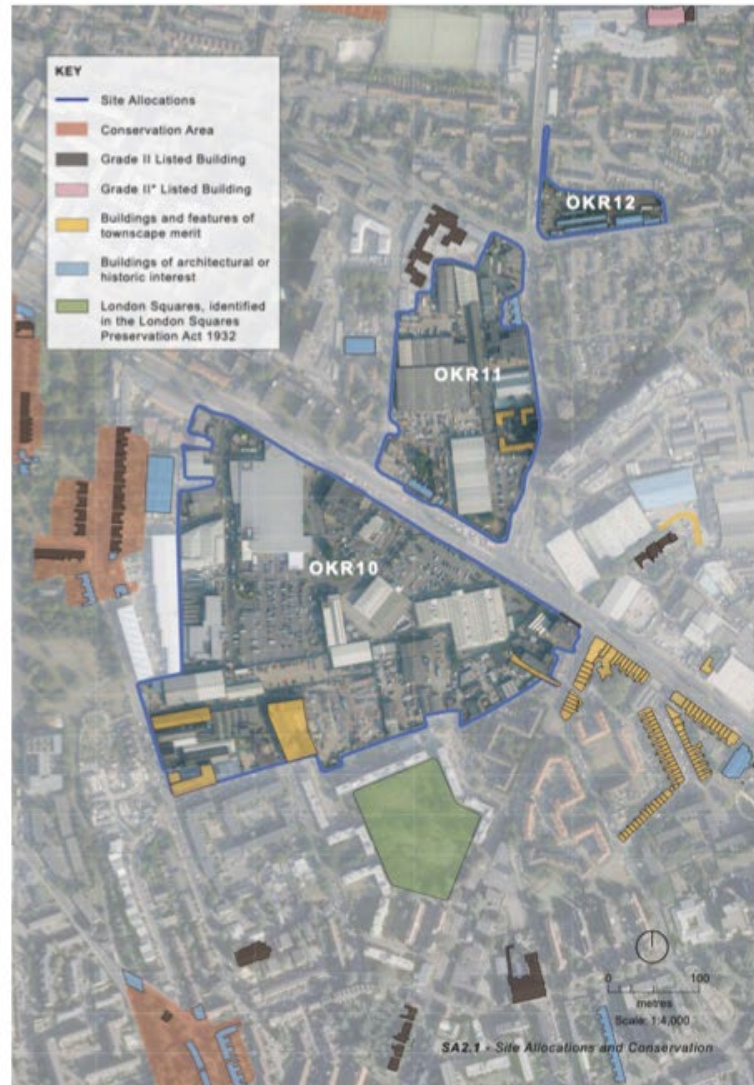 KEY
Site Allocations
Conservation Area
Grade II Listed Building
Grade II* Listed Building
Buildings and features of
townscape merit
Buildings of architectural or
historic interest
London Squares, identified
in the London Squares
Preservation Act 1932
OKR12
OKR11
OKR10
0 100
metres
Scale: 1:4,000
SA2.1 - Site Allocations and Conservation